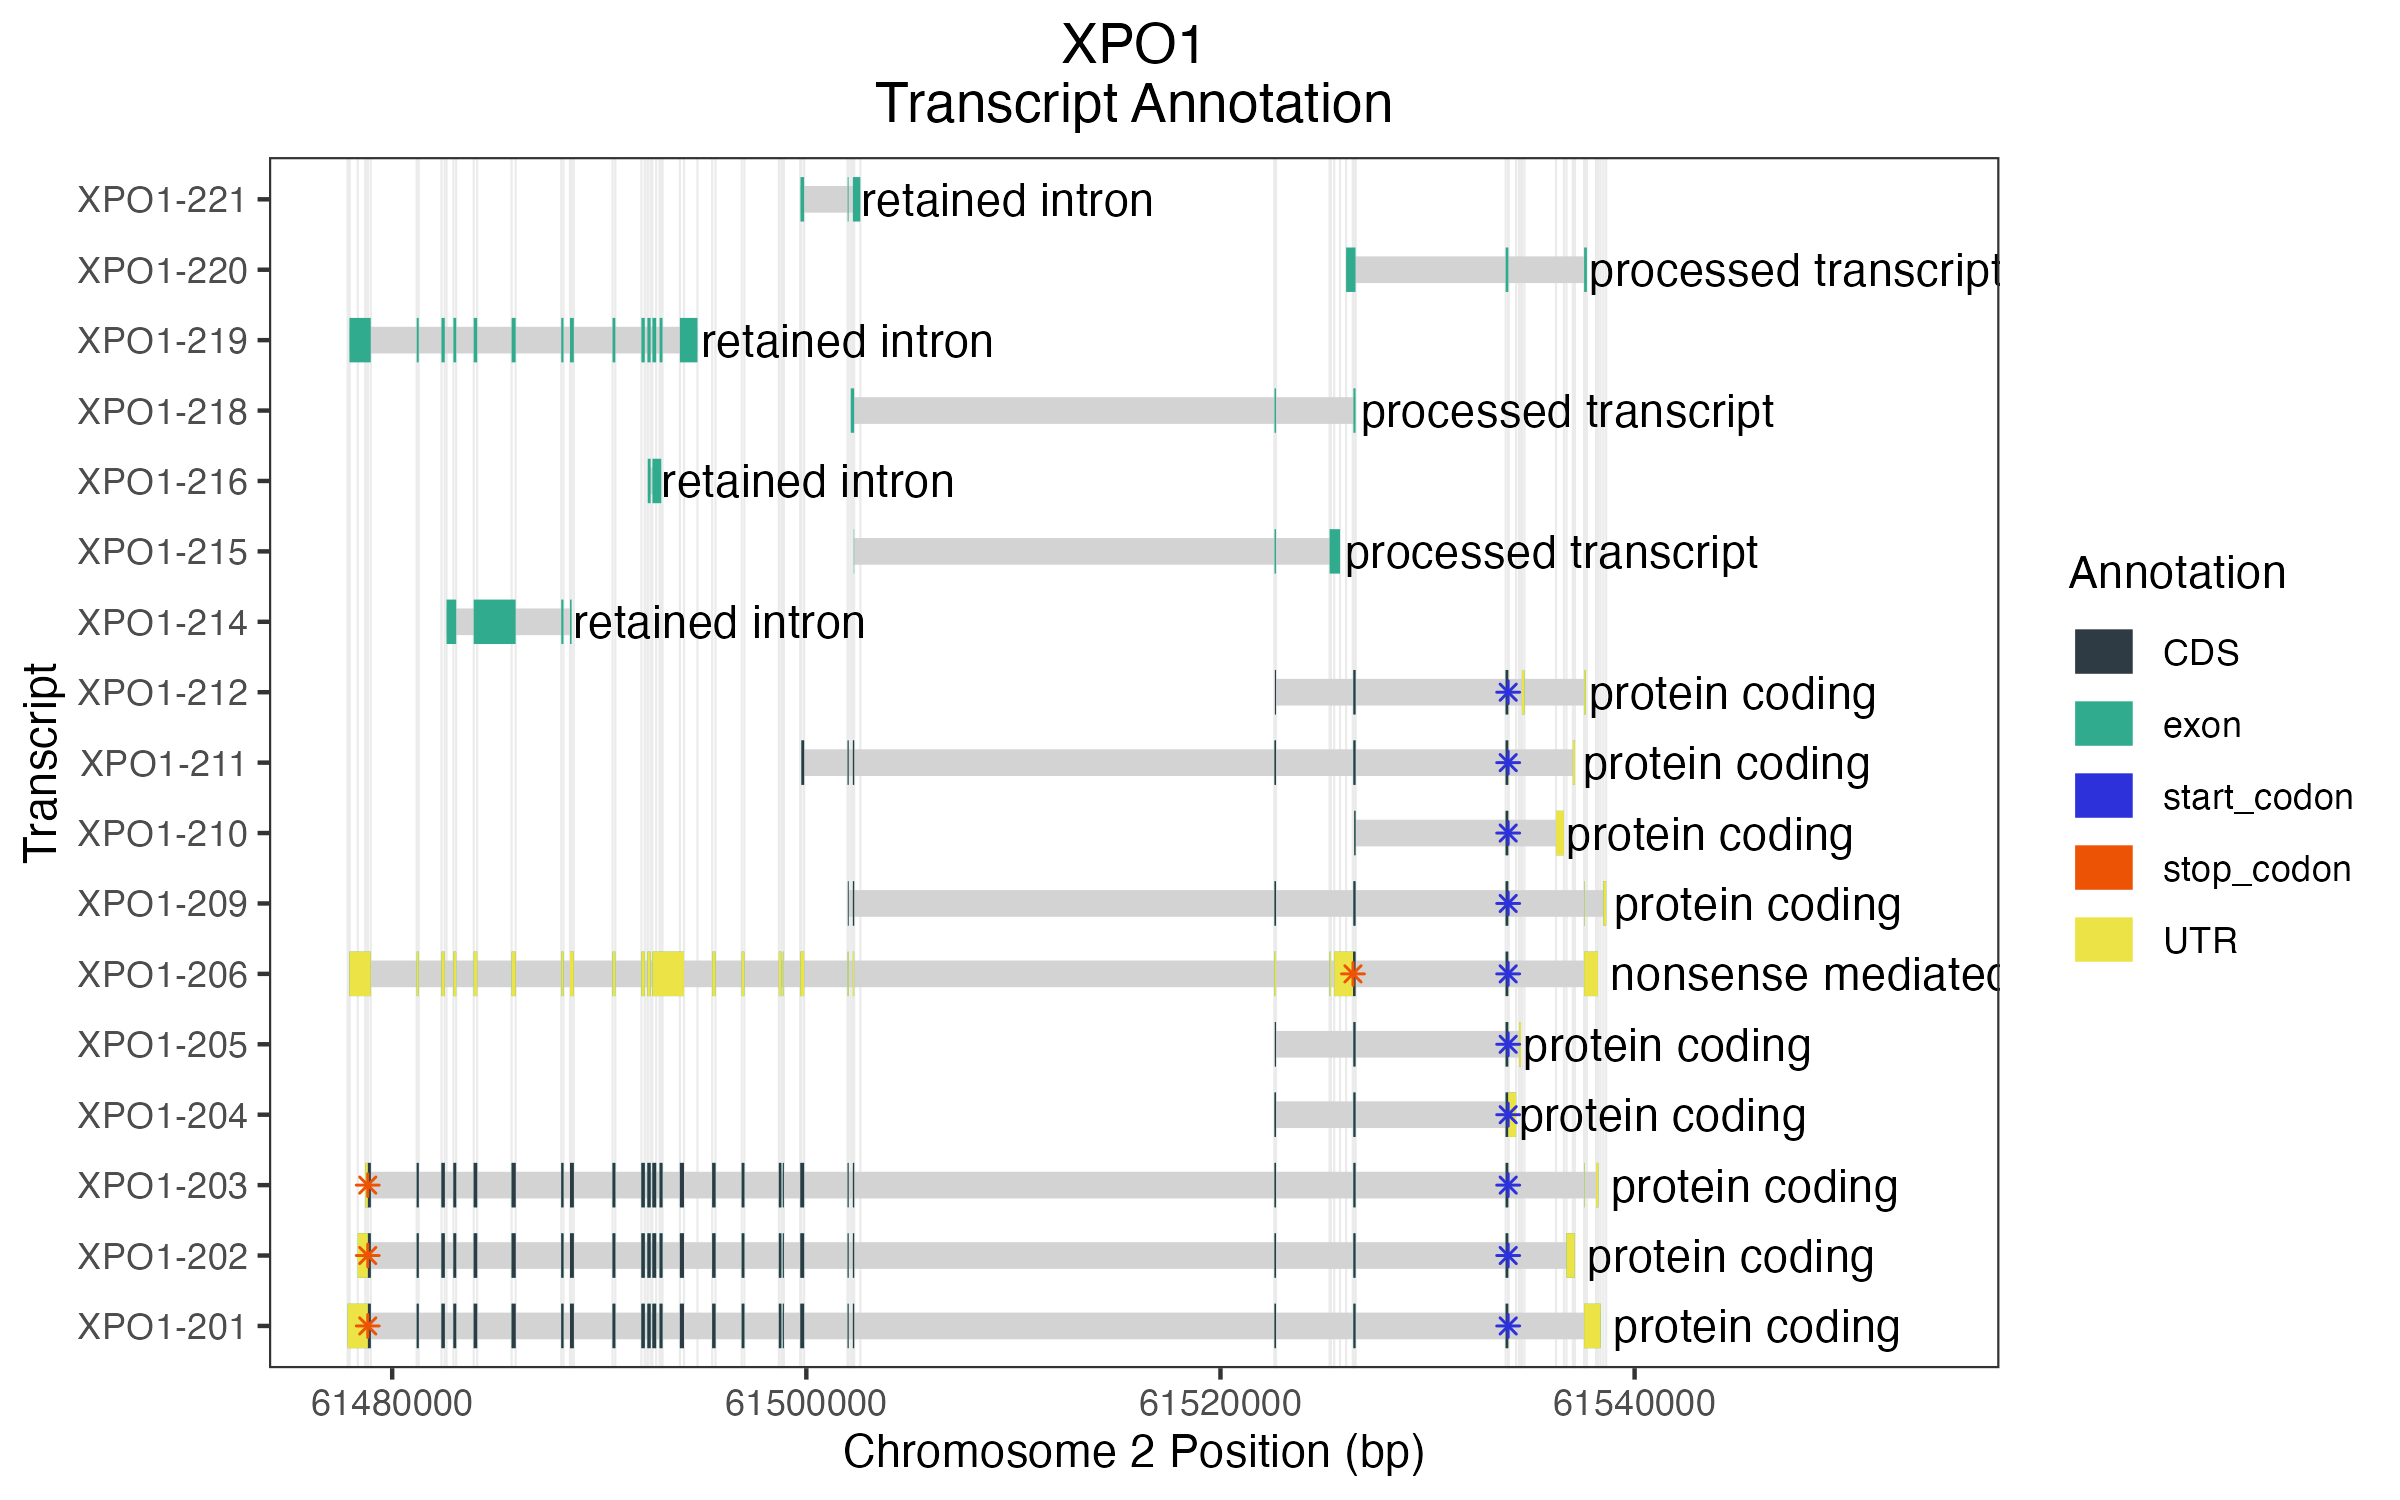 XPO1
Transcript Annotation
XPO1-221 retained intron
XPO1-220 processed transcript
XPO1-219 retained intron
XPO1-218 processed transcript
XPO1-216 retained intron
XPO1-215 processed transcript
XPO1-214 retained intron
XPO1-212 protein coding
XPO1-211 protein coding
XPO1-210 protein coding
XPO1-209 protein coding
XPO1-206 nonsense mediated
XPO1-205 protein coding
XPO1-204 protein coding
XPO1-203 protein coding
XPO1-202 protein coding
XPO1-201 protein coding
Transcript
61480000 61500000 61520000 61540000
Chromosome 2 Position (bp)
Annotation
CDS
exon
start_codon
stop_codon
UTR